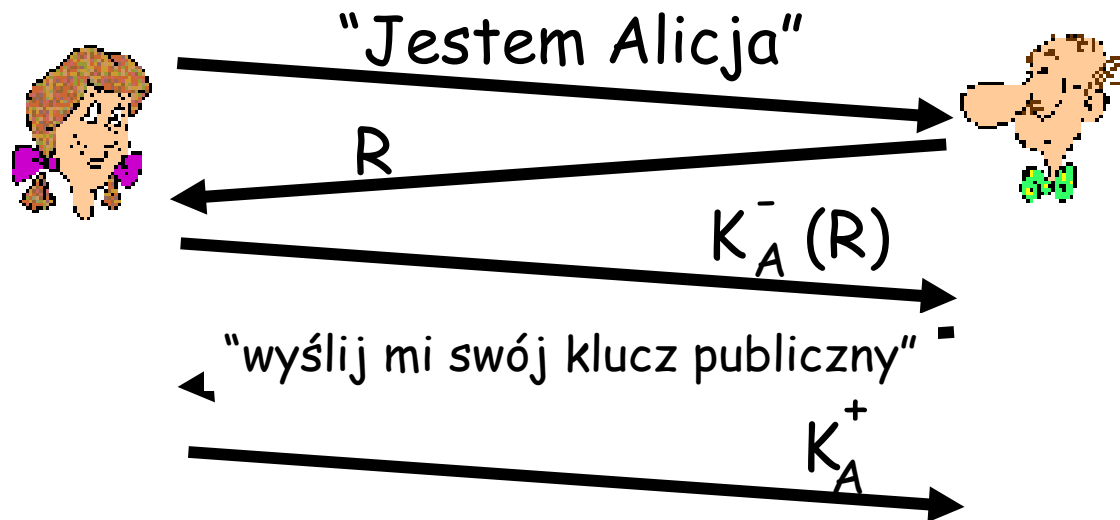 “Jestem Alicja”
R
K_A^- (R)
“wyślij mi swój klucz publiczny”
K_A^+